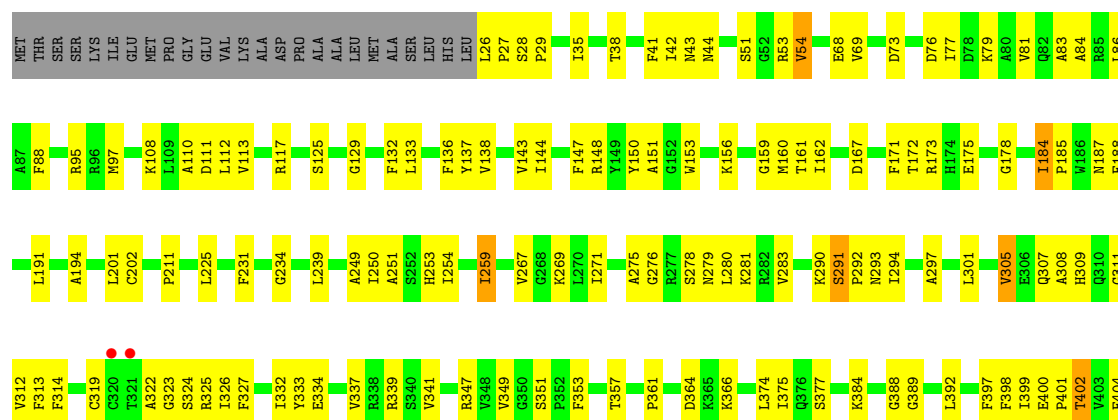 MET THR SER SER LYS ILE GLU MET PRO GLY GLU VAL LYS ALA ASP PRO ALA ALA LEU MET ALA SER LEU HIS LEU L26 P27 S28 P29 I35 T38 F41 I42 N43 N44 S51 G52 R53 V54 E68 V69 D73 D76 I77 D78 K79 A80 V81 Q82 A83 A84 R85 L86
A87 F88 R95 R96 M97 K108 L109 A110 D111 L112 V113 R117 S125 G129 F132 L133 F136 Y137 V138 V143 I144 F147 R148 Y149 Y150 A151 G152 W153 K156 G159 M160 T161 I162 D167 F171 T172 R173 H174 E175 G178 I184 P185 W186 N187
L191 A194 L201 C202 P211 L225 F231 G234 L239 A249 I250 A251 S252 H253 I254 I259 V267 G268 K269 L270 I271 A275 G276 R277 S278 N279 L280 K281 R282 V283 K290 S291 P292 N293 I294 A297 L301 V305 E306 Q307 A308 H309 Q310 G311
V312 F313 F314 C319 C320 T321 A322 G323 S324 R325 I326 F327 I332 Y333 E334 V337 R338 R339 S340 V341 R347 V348 V349 G350 S351 P352 F353 T357 P361 D364 K365 K366 L374 I375 Q376 S377 K384 G388 G389 L392 F397 F398 I399 E400 P401 T402 V403